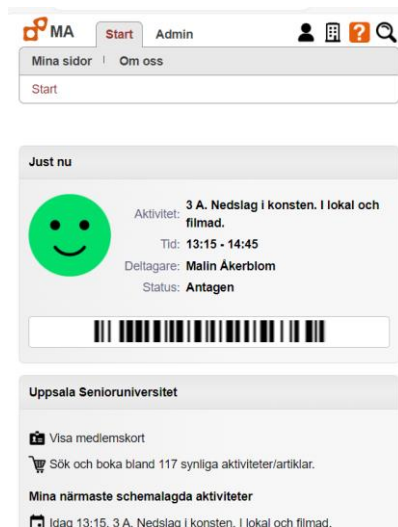 MA Start Admin ?
Mina sidor Om oss
Start
Just nu
Aktivitet: 3 A. Nedslag i konsten. I lokal och
filmad.
Tid: 13:15 - 14:45
Deltagare: Malin Åkerblom
Status: Antagen
Uppsala Senioruniversitet
Visa medlemskort
Sök och boka bland 117 synliga aktiviteter/artiklar.
Mina närmaste schemalagda aktiviteter
Idag 13:15, 3 A. Nedslag i konsten. I lokal och filmad.